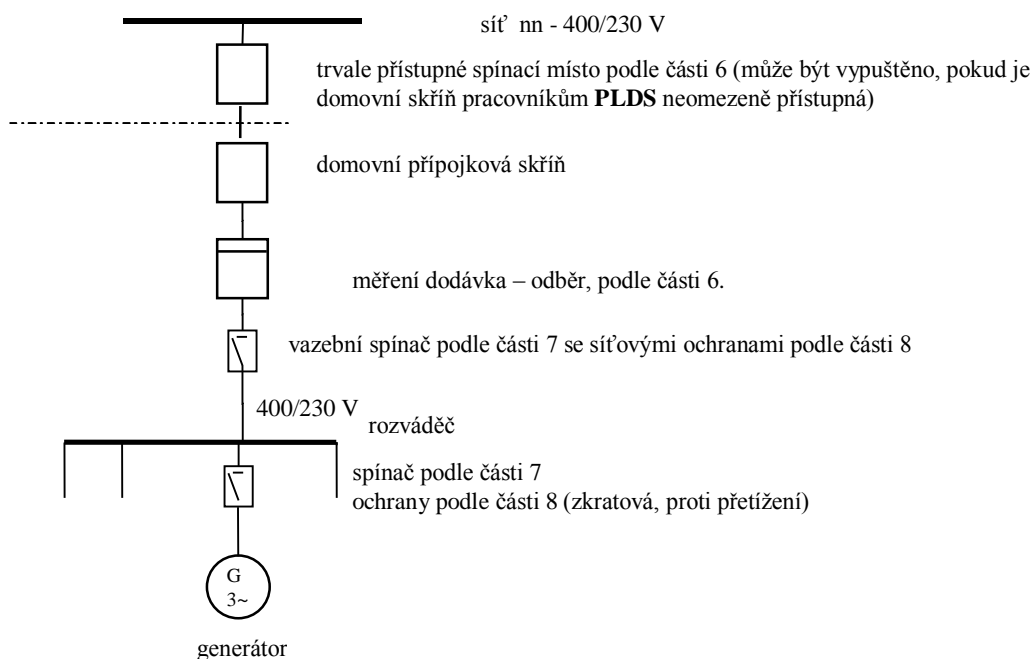 síť nn - 400/230 V
trvale přístupné spínací místo podle části 6 (může být vypuštěno, pokud je
domovní skříň pracovníkům PLDS neomezeně přístupná)
domovní přípojková skříň
měření dodávka – odběr, podle části 6.
vazební spínač podle části 7 se síťovými ochranami podle části 8
400/230 V
rozváděč
spínač podle části 7
ochrany podle části 8 (zkratová, proti přetížení)
G
3~
generátor